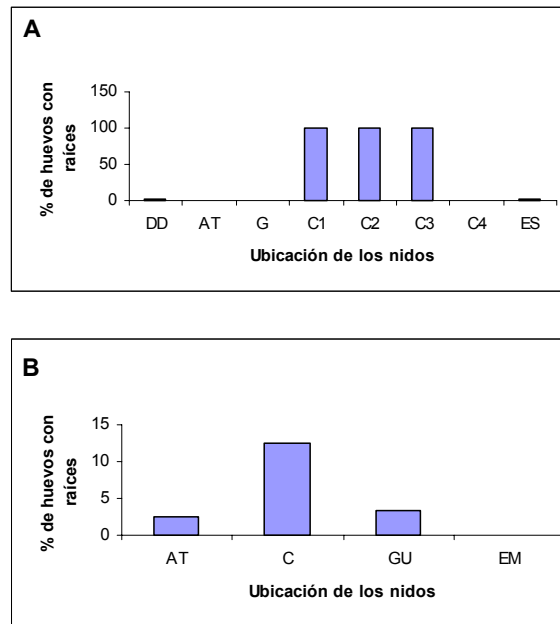 A
% de huevos con
raíces
150
100
50
0
DD AT G C1 C2 C3 C4 ES
Ubicación de los nidos
B
% de huevos con
raíces
15
10
5
0
AT C GU EM
Ubicación de los nidos